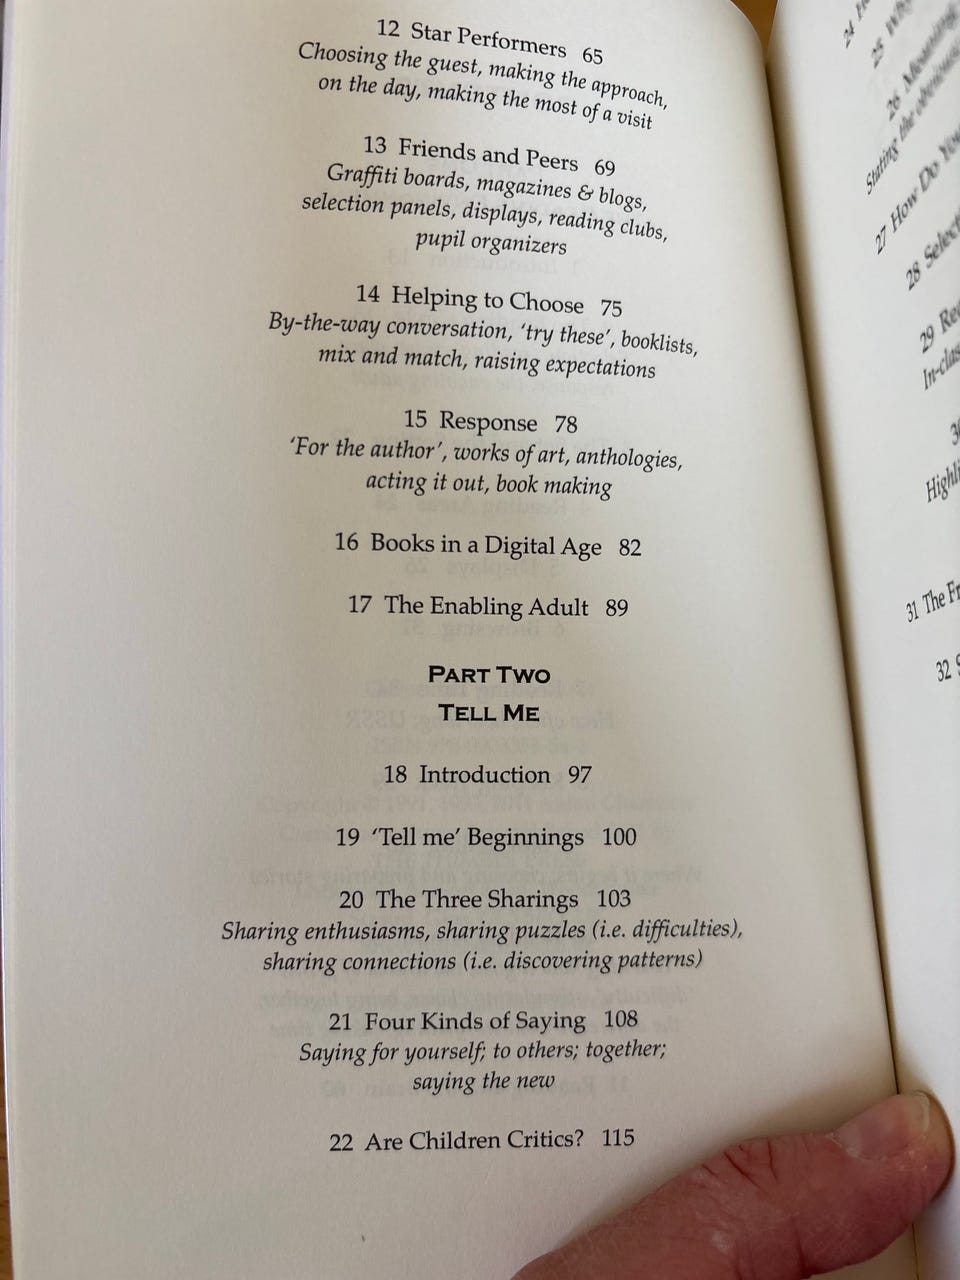 12 Star Performers 65
Choosing the guest, making the approach,
on the day, making the most of a visit
13 Friends and Peers 69
Graffiti boards, magazines & blogs,
selection panels, displays, reading clubs,
pupil organizers
14 Helping to Choose 75
By-the-way conversation, ‘try these’, booklists,
mix and match, raising expectations
15 Response 78
‘For the author’, works of art, anthologies,
acting it out, book making
16 Books in a Digital Age 82
17 The Enabling Adult 89
PART TWO
TELL ME
18 Introduction 97
19 ‘Tell me’ Beginnings 100
20 The Three Sharings 103
Sharing enthusiasms, sharing puzzles (i.e. difficulties),
sharing connections (i.e. discovering patterns)
21 Four Kinds of Saying 108
Saying for yourself; to others; together;
saying the new
22 Are Children Critics? 115
24
25
26
Stating the
27 How Do You
28
29
31 The
32